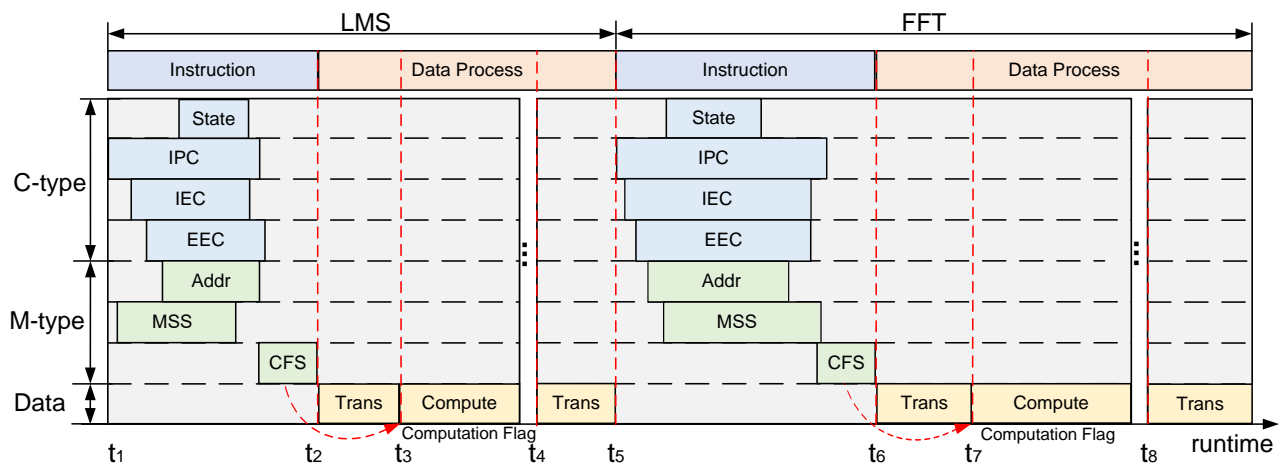 LMS FFT
Instruction Data Process Instruction Data Process
State State
IPC IPC
C-type
IEC IEC
EEC EEC
... ...
Addr Addr
M-type
MSS MSS
CFS CFS
Data Trans Compute Trans Trans Compute Trans
Computation Flag Computation Flag
t1 t2 t3 t4 t5 t6 t7 t8 runtime